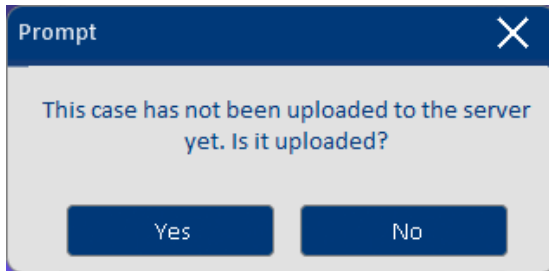 Prompt
This case has not been uploaded to the server
yet. Is it uploaded?
Yes
No